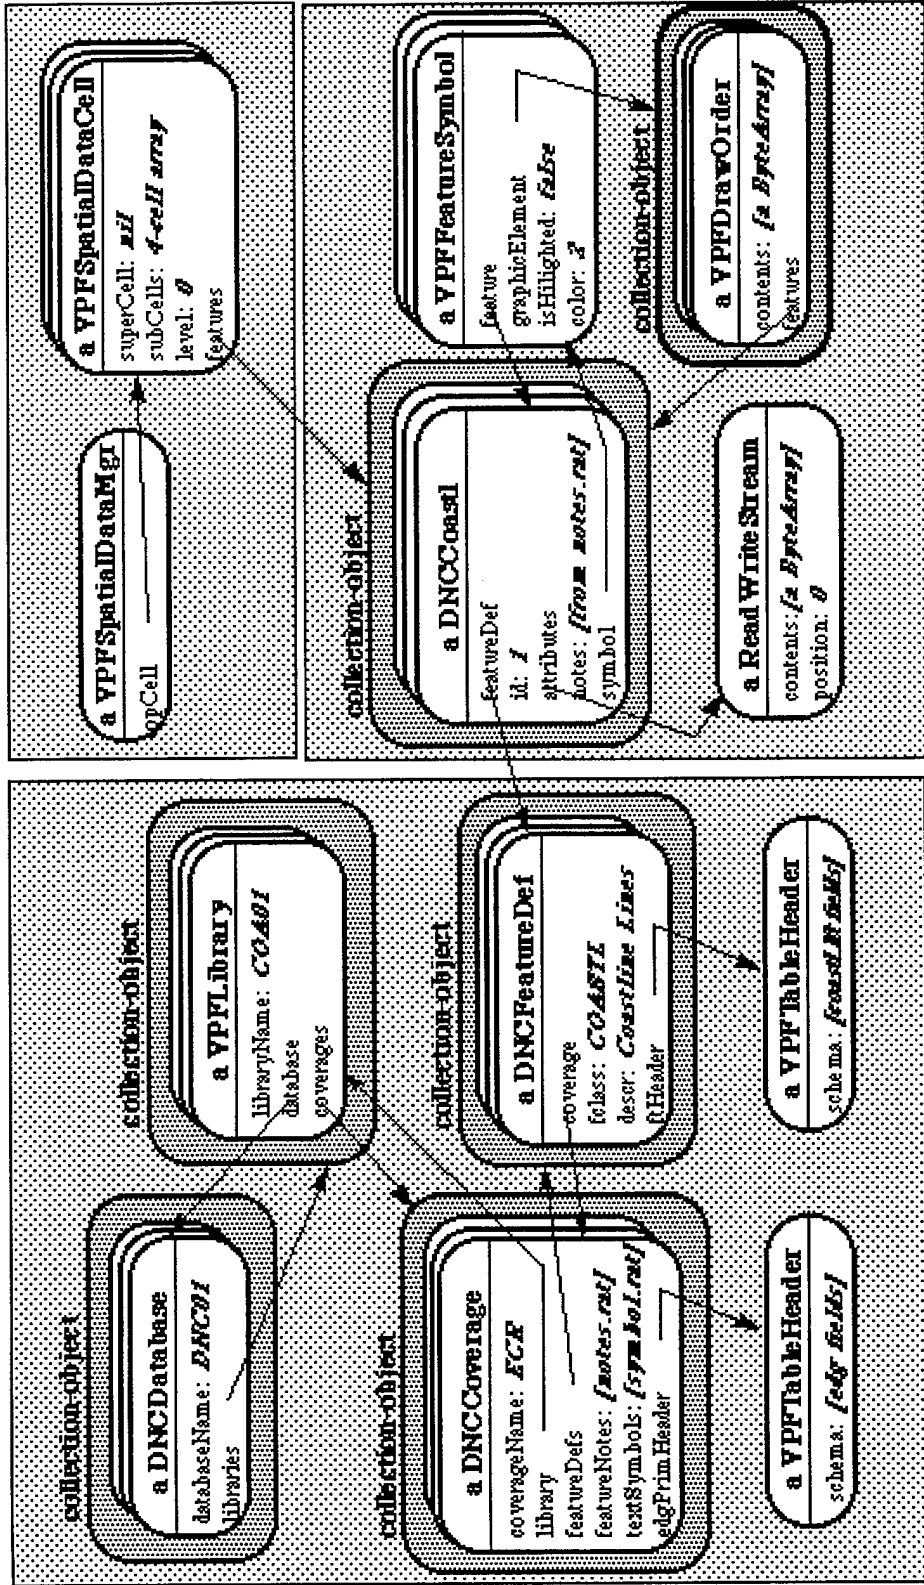 collection-object
a DNCDatabase
databaseName: DNC01
libraries
collection-object
a VPFLibrary
libraryName: COA01
database
coverages
collection-object
a DNCCoverage
coverageName: ECR
library
featureDefs
featureNotes: [notes.rat]
textSymbols: [symbol.rat]
edgPrimHeader
collection-object
a DNCFeatureDef
coverage
fclass: COASTL
descr: Coastline Lines
ftHeader
a VPFTableHeader
schema: [edg fields]
a VPFTableHeader
a VPFSpatialDataMgr
opCell
a VPFSpatialDataCell
superCell: nil
subCells: 4-cell array
level: 0
features
collection-object
a DNCCoastl
featureDef
id: 1
attributes
notes: [from notes.rat]
symbol
a VPFFeatureSymbol
feature
graphicElement
isHilighted: false
color: 2
a ReadWriteStream
contents [a ByteArray]
position: 0
collection-object
a VPFDrawOrder
contents: [a ByteArray]
features